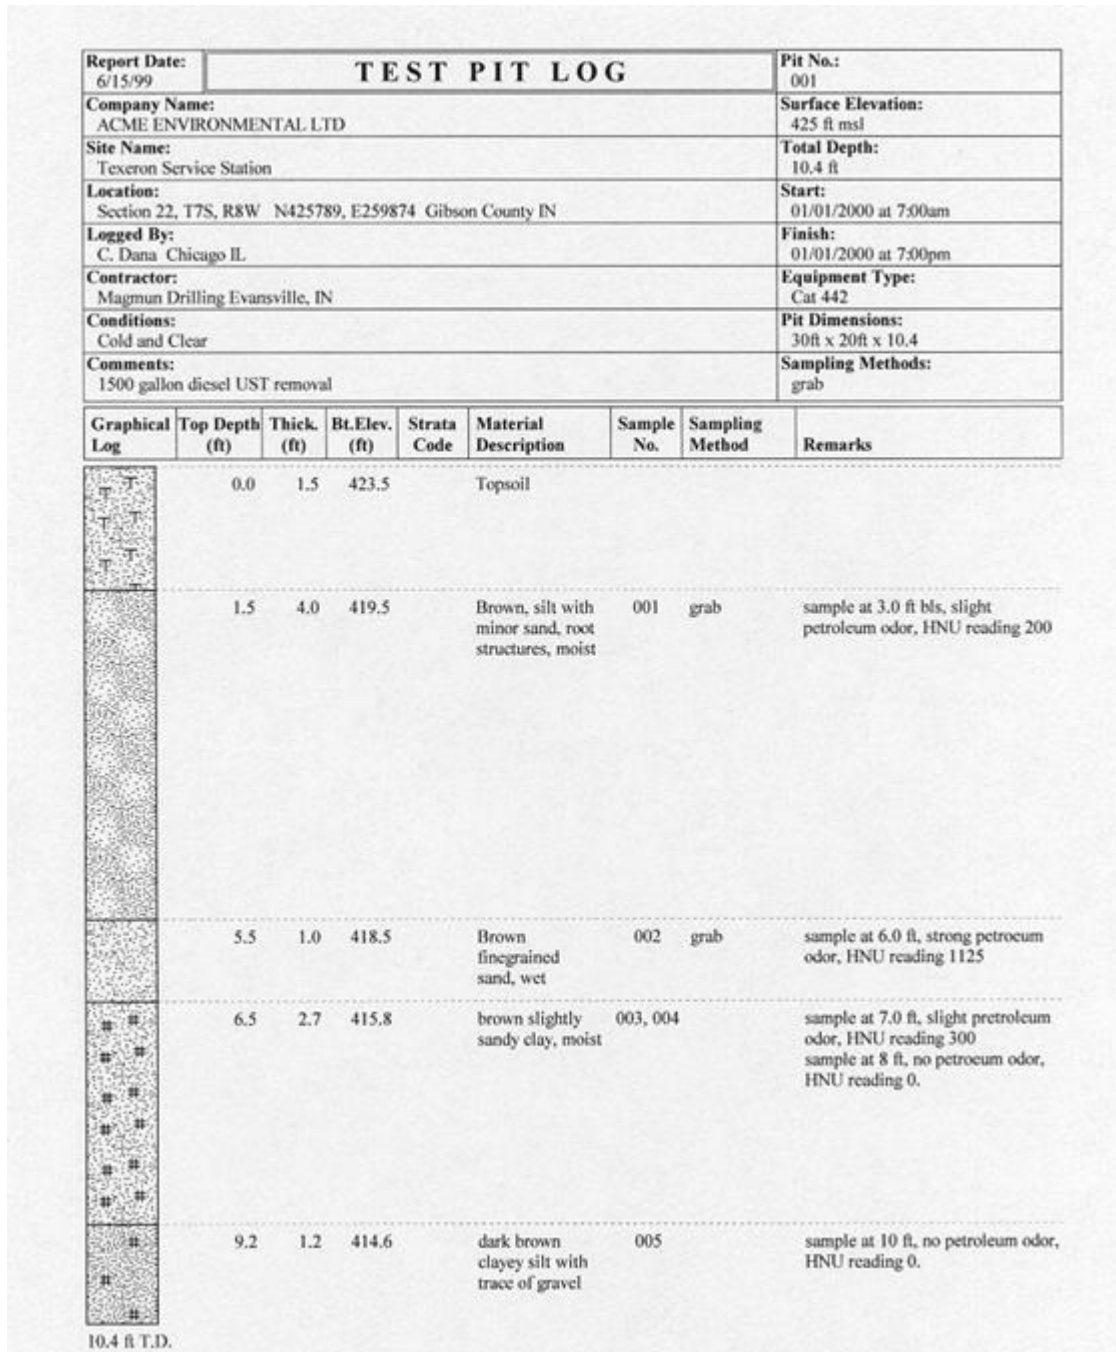 Report Date:
6/15/99
TEST PIT LOG
Pit No.:
001
Company Name:
ACME ENVIRONMENTAL LTD
Surface Elevation:
425 ft msl
Site Name:
Texeron Service Station
Total Depth:
10.4 ft
Location:
Section 22, T7S, R8W N425789, E259874 Gibson County IN
Start:
01/01/2000 at 7:00am
Logged By:
C. Dana Chicago IL
Finish:
01/01/2000 at 7:00pm
Contractor:
Magmun Drilling Evansville, IN
Equipment Type:
Cat 442
Conditions:
Cold and Clear
Pit Dimensions:
30ft x 20ft x 10.4
Comments:
1500 gallon diesel UST removal
Sampling Methods:
grab
Graphical Top Depth Thick. Bt.Elev. Strata Material Sample Sampling
Log (ft) (ft) (ft) Code Description No. Method Remarks
0.0 1.5 423.5 Topsoil
1.5 4.0 419.5 Brown, silt with 001 grab sample at 3.0 ft bls, slight
minor sand, root petroleum odor, HNU reading 200
structures, moist
5.5 1.0 418.5 Brown 002 grab sample at 6.0 ft, strong petroeum
finegrained odor, HNU reading 1125
sand, wet
6.5 2.7 415.8 brown slightly 003, 004 sample at 7.0 ft, slight pretroleum
sandy clay, moist odor, HNU reading 300
sample at 8 ft, no petroeum odor,
HNU reading 0.
9.2 1.2 414.6 dark brown 005 sample at 10 ft, no petroleum odor,
clayey silt with HNU reading 0.
trace of gravel
10.4 ft T.D.